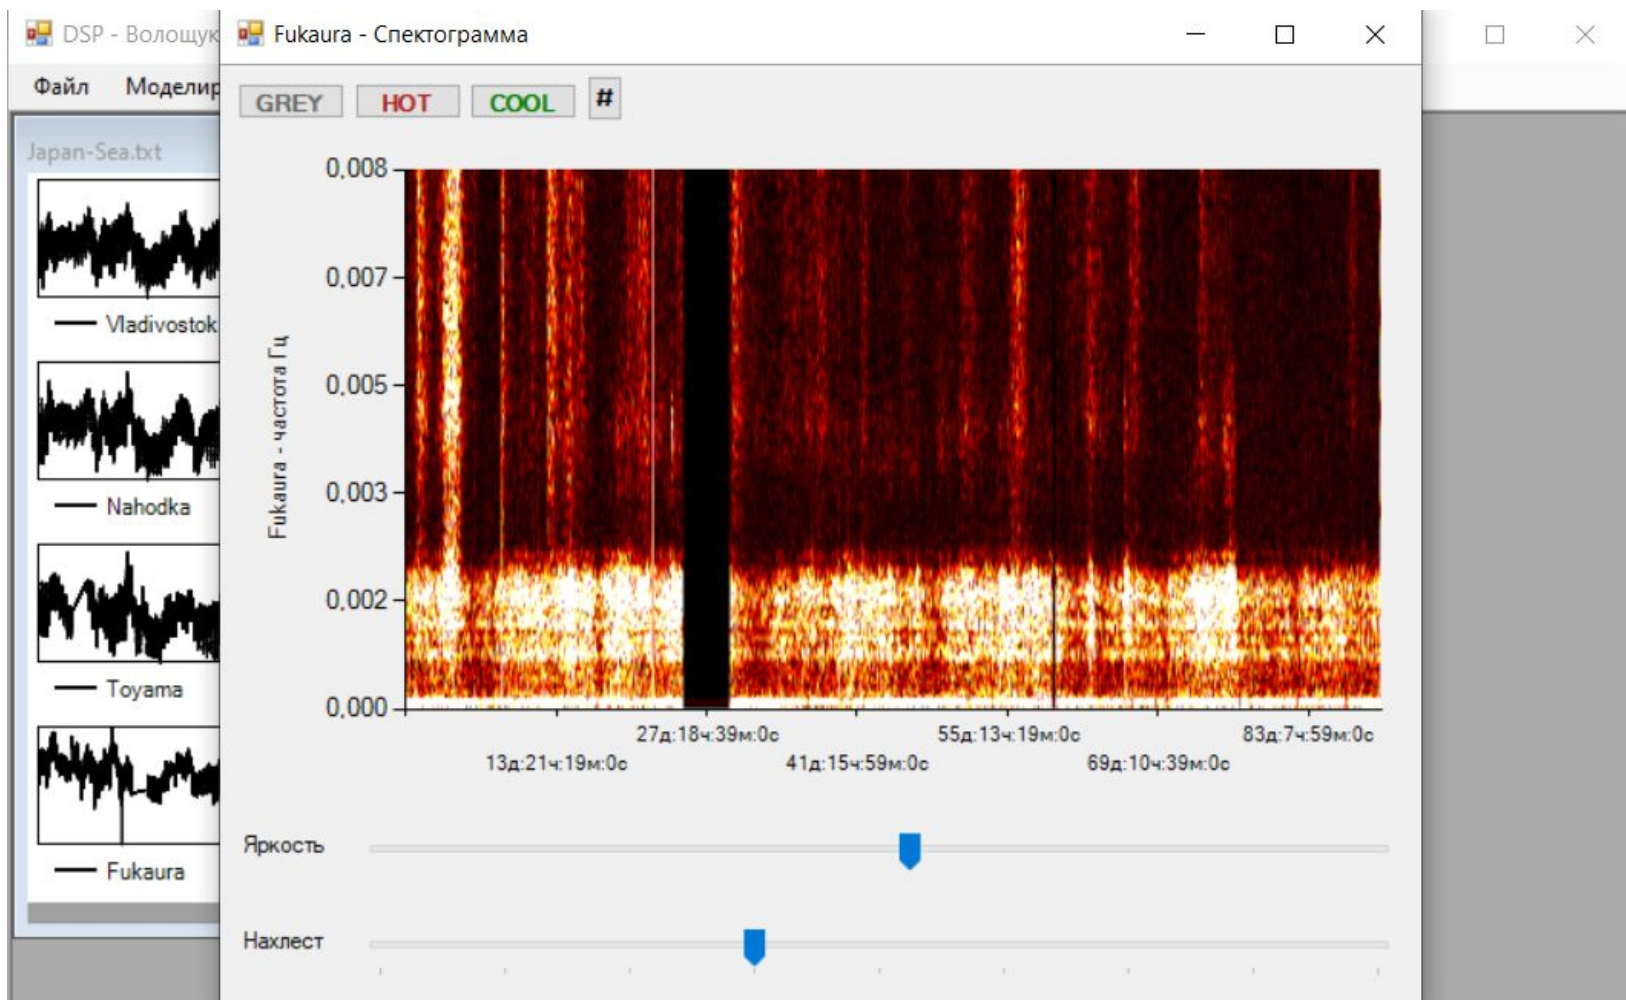 DSP - Волощук
Fukaura - Спектограмма
Файл
Моделир
GREY
HOT
COOL
#
Japan-Sea.txt
Vladivostok
Nahodka
Toyama
Fukaura
Fukaura - частота Гц
0,008
0,007
0,005
0,003
0,002
0,000
27д:18ч:39м:0с
55д:13ч:19м:0с
83д:7ч:59м:0с
13д:21ч:19м:0с
41д:15ч:59м:0с
69д:10ч:39м:0с
Яркость
Нахлест